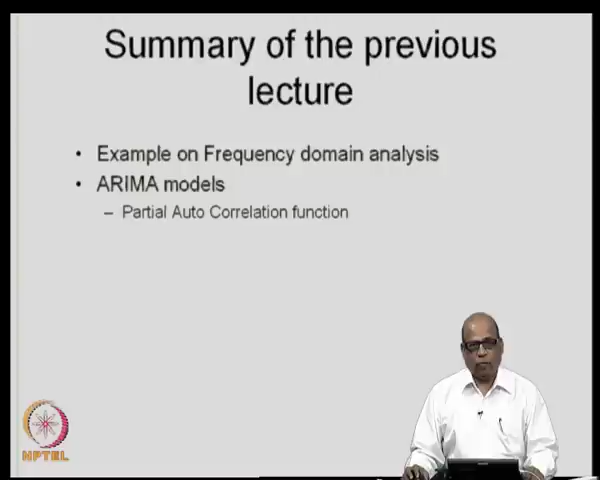 Summary of the previous
lecture
• Example on Frequency domain analysis
• ARIMA models
– Partial Auto Correlation function
NPTEL